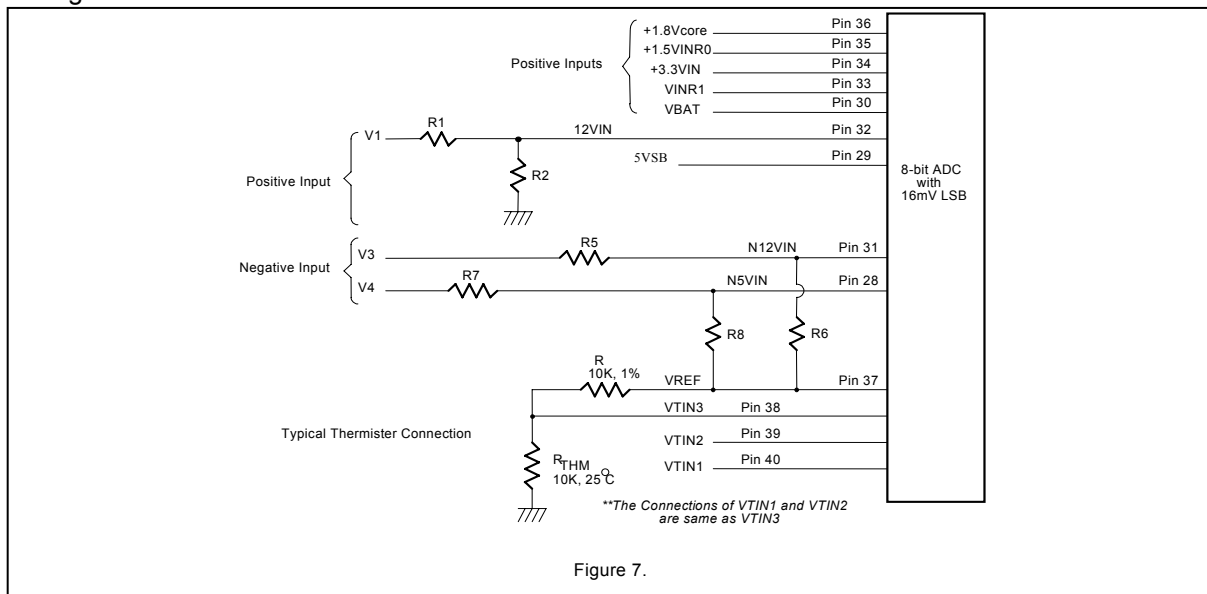 +1.8Vcore Pin 36
+1.5VINR0 Pin 35
Positive Inputs +3.3VIN Pin 34
VINR1 Pin 33
VBAT Pin 30
V1 R1 12VIN Pin 32
5VSB Pin 29
R2
Positive Input
8-bit ADC
with
16mV LSB
V3 R5 N12VIN Pin 31
Negative Input
V4 R7 N5VIN Pin 28
R8 R6
R
10K, 1%
VREF Pin 37
VTIN3 Pin 38
Typical Thermister Connection
VTIN2 Pin 39
RTHM
10K, 25°C
VTIN1 Pin 40
**The Connections of VTIN1 and VTIN2
are same as VTIN3
Figure 7.